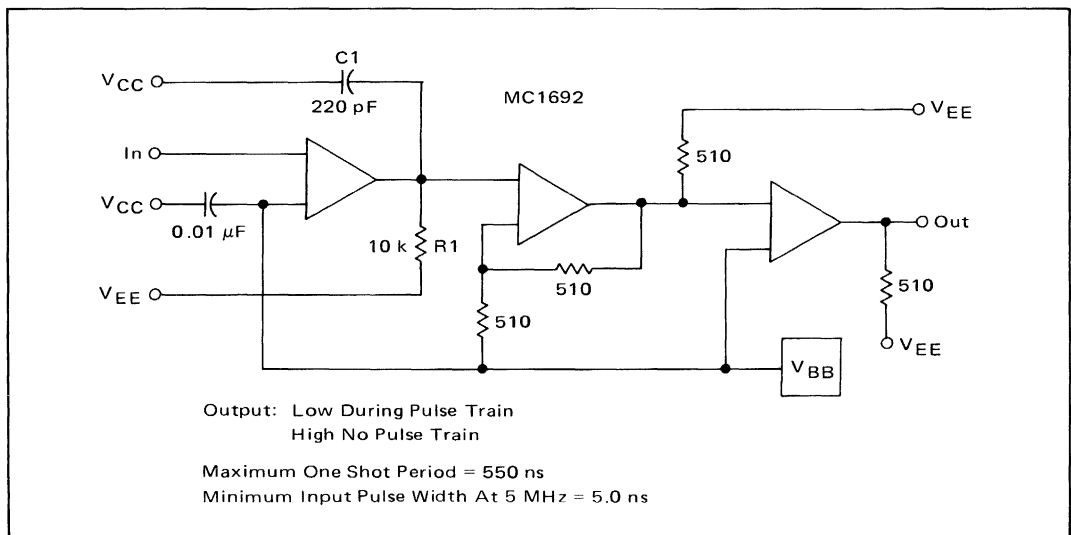 C1
VCC
220 pF
MC1692
VEE
In
510
VCC
Out
0.01 µF
10 k R1
510
510
VEE
510
VEE
VBB
Output: Low During Pulse Train
High No Pulse Train
Maximum One Shot Period = 550 ns
Minimum Input Pulse Width At 5 MHz = 5.0 ns